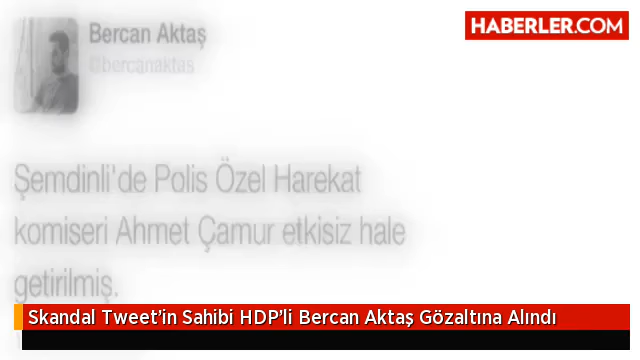 HABERLER.COM
Bercan Aktaş
@bercanaktas
Şemdinli'de Polis Özel Harekat
komiseri Ahmet Çamur etkisiz hale
getirilmiş.
Skandal Tweet'in Sahibi HDP'li Bercan Aktaş Gözaltına Alındı